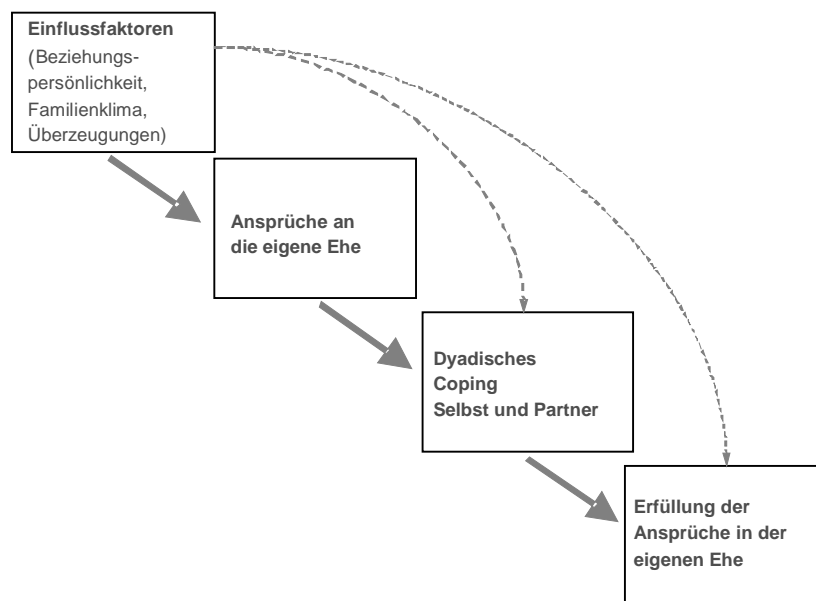 Einflussfaktoren
(Beziehungs-
persönlichkeit,
Familienklima,
Überzeugungen)
Ansprüche an
die eigene Ehe
Dyadisches
Coping
Selbst und Partner
Erfüllung der
Ansprüche in der
eigenen Ehe